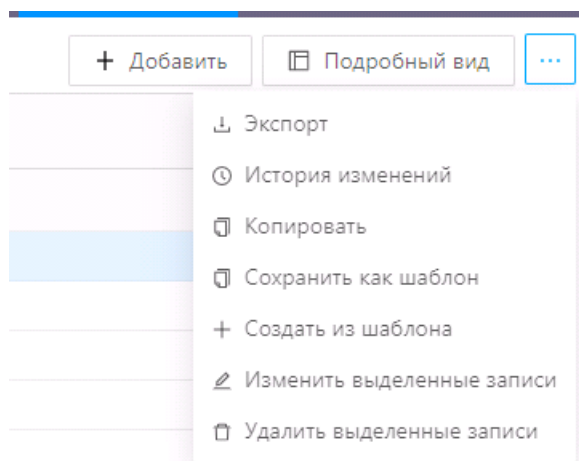 Добавить
Подробный вид
Экспорт
История изменений
Копировать
Сохранить как шаблон
Создать из шаблона
Изменить выделенные записи
Удалить выделенные записи